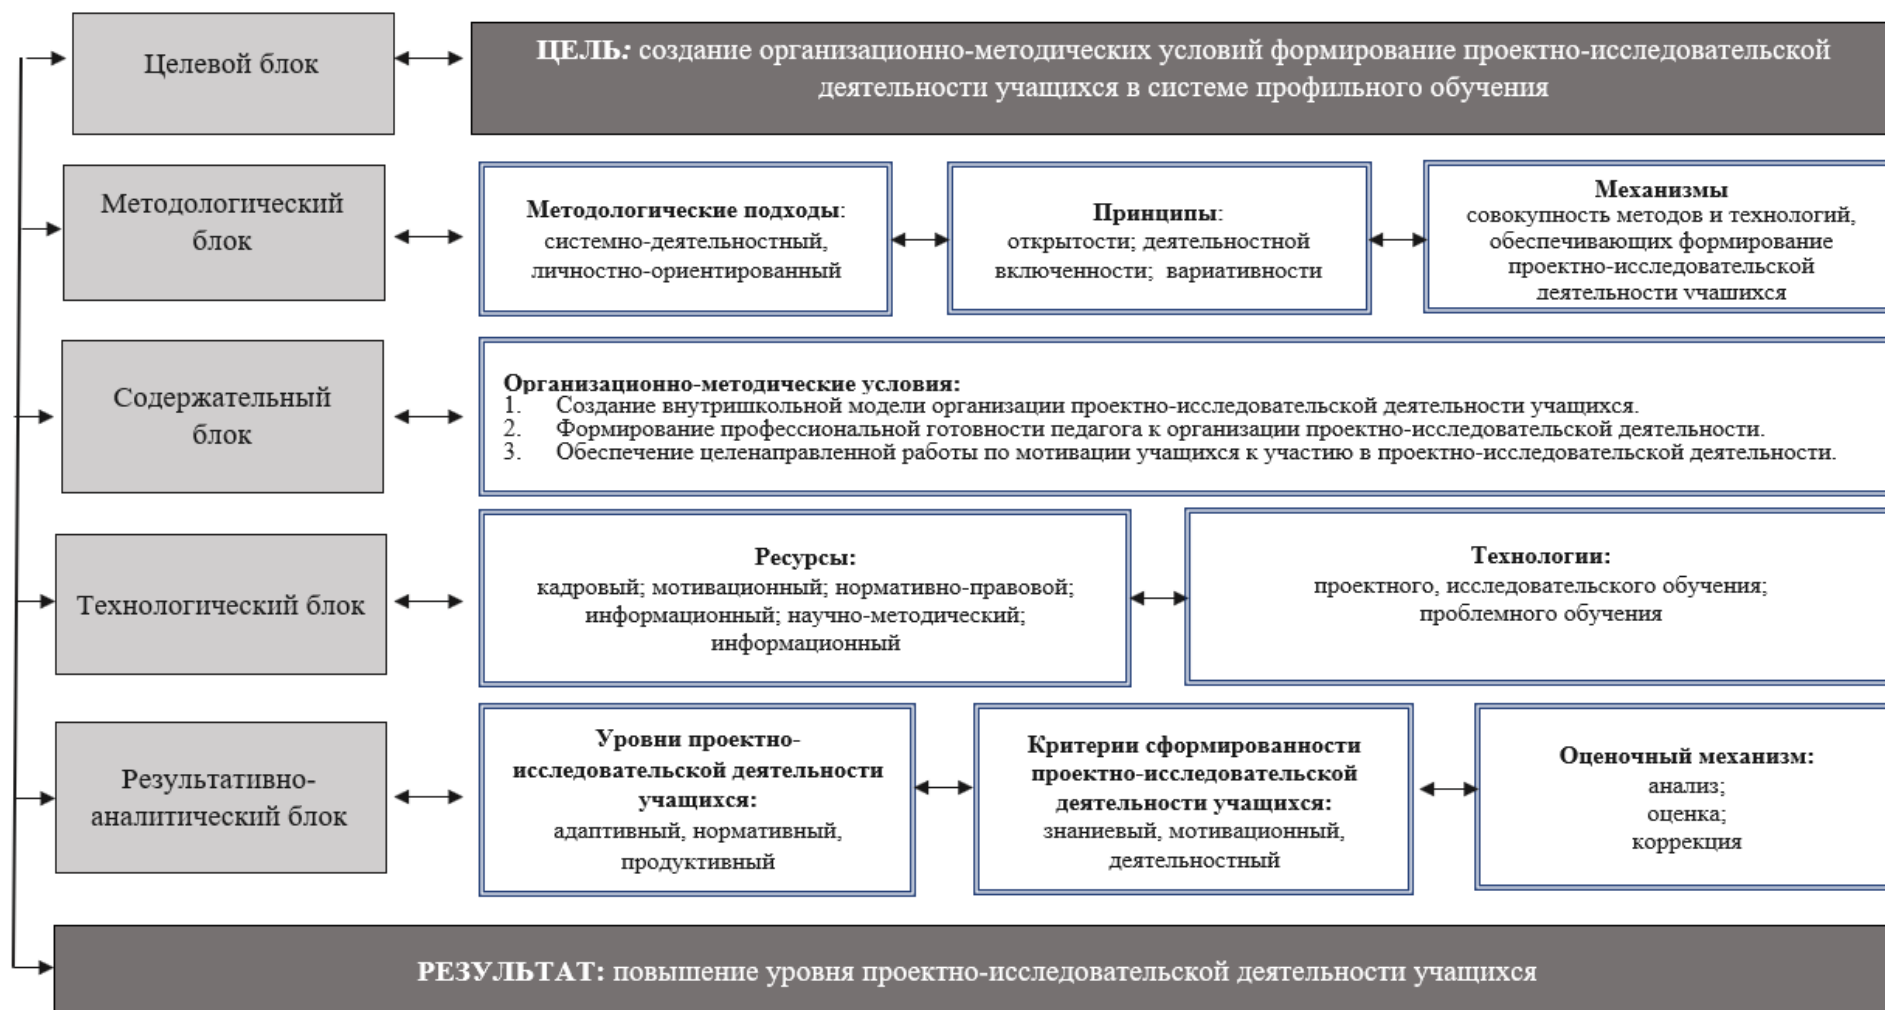 Целевой блок
ЦЕЛЬ: создание организационно-методических условий формирование проектно-исследовательской
деятельности учащихся в системе профильного обучения
Методологический
блок
Методологические подходы:
системно-деятельностный,
личностно-ориентированный
Принципы:
открытости; деятельностной
включенности; вариативности
Механизмы
совокупность методов и технологий,
обеспечивающих формирование
проектно-исследовательской
деятельности учащихся
Содержательный
блок
Организационно-методические условия:
1. Создание внутришкольной модели организации проектно-исследовательской деятельности учащихся.
2. Формирование профессиональной готовности педагога к организации проектно-исследовательской деятельности.
3. Обеспечение целенаправленной работы по мотивации учащихся к участию в проектно-исследовательской деятельности.
Технологический блок
Ресурсы:
кадровый; мотивационный; нормативно-правовой;
информационный; научно-методический;
информационный
Технологии:
проектного, исследовательского обучения;
проблемного обучения
Результативно-
аналитический блок
Уровни проектно-
исследовательской деятельности
учащихся:
адаптивный, нормативный,
продуктивный
Критерии сформированности
проектно-исследовательской
деятельности учащихся:
знаниевый, мотивационный,
деятельностный
Оценочный механизм:
анализ;
оценка;
коррекция
РЕЗУЛЬТАТ: повышение уровня проектно-исследовательской деятельности учащихся